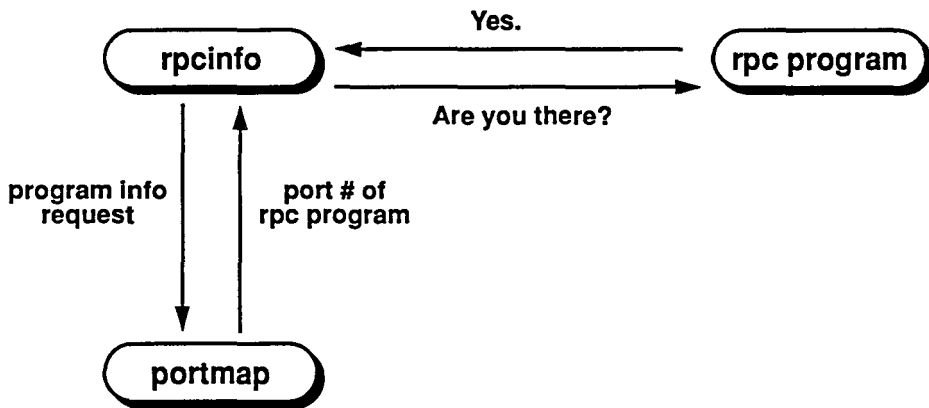 Yes.
rpcinfo
rpc program
Are you there?
program info
request
port # of
rpc program
portmap